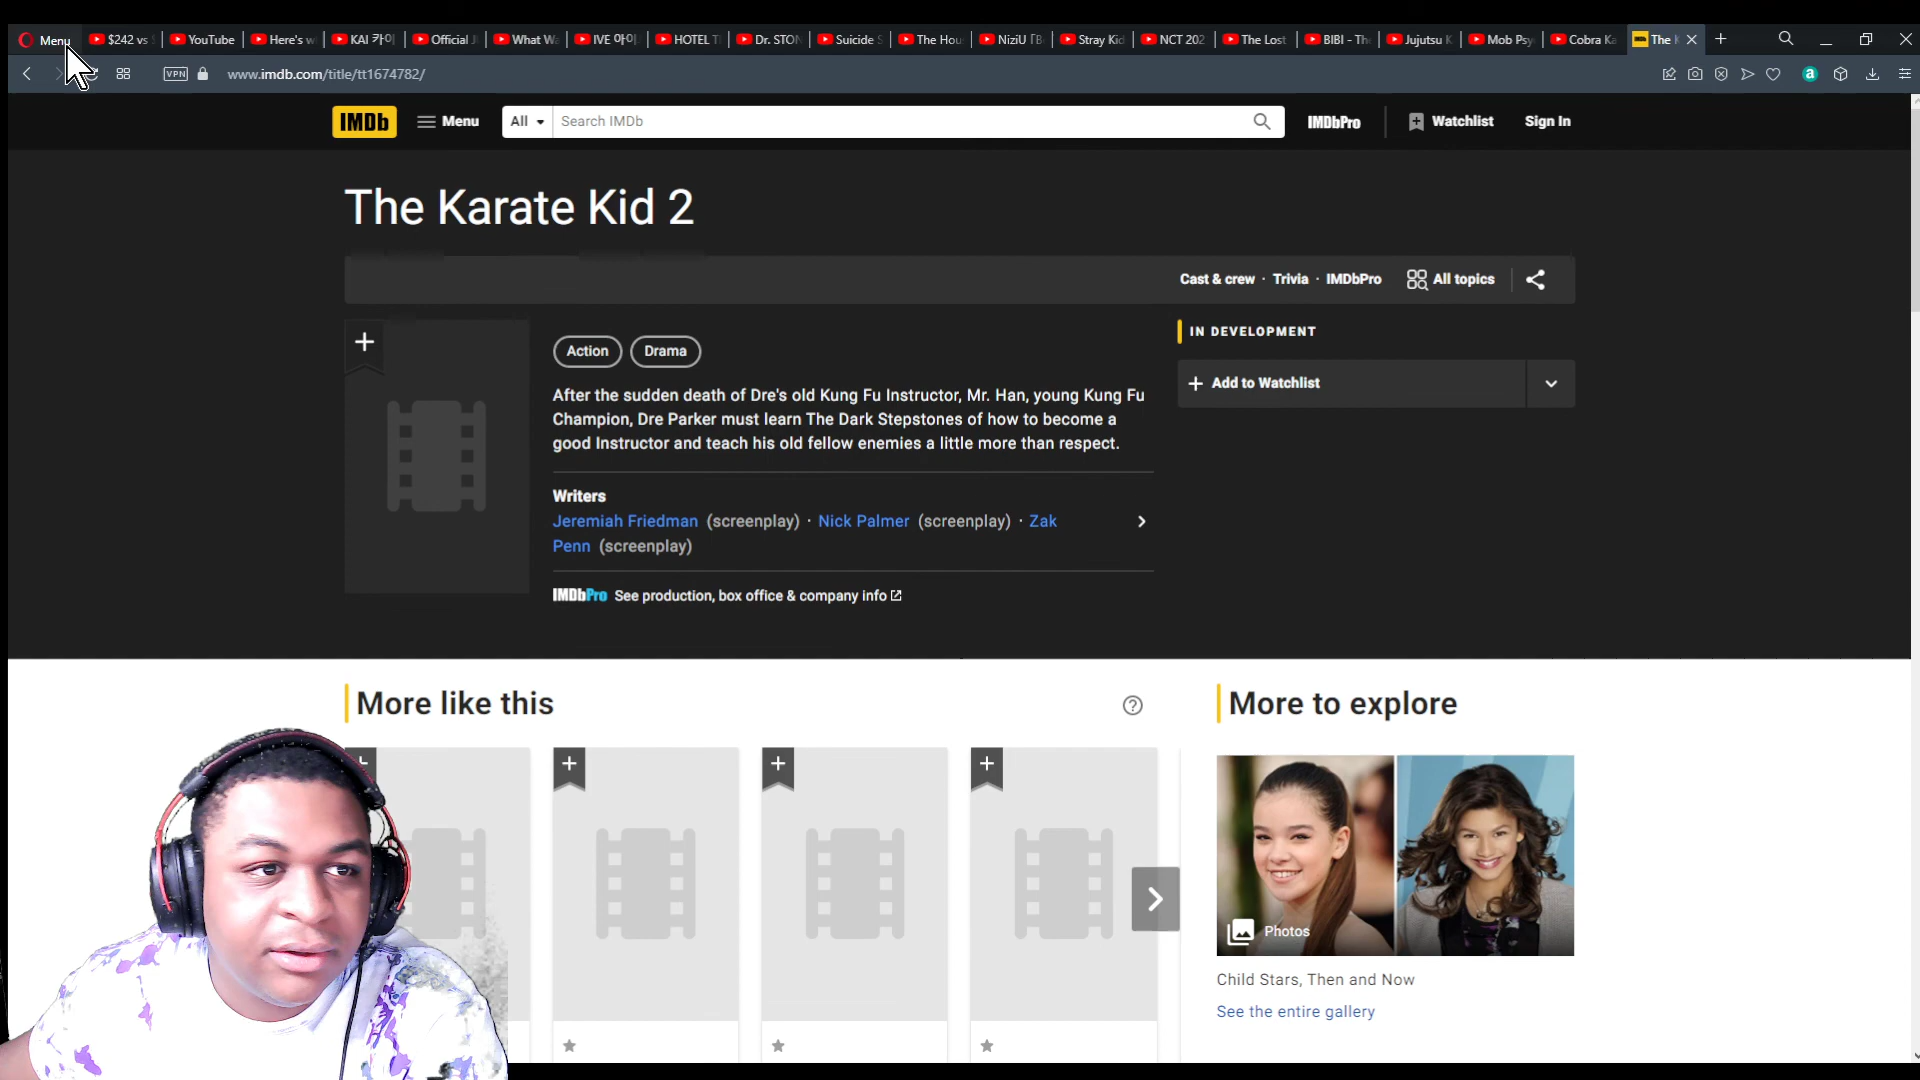 Menu
$242 vs
YouTube
Here's w
KAI 카이
Official
What W
IVE 아이
HOTEL
Dr. STON
Suicide S
The Hou
NiziU
Stray Kid
NCT 202
The Lost
BIBI - Th
Jujutsu K
Mob Psy
Cobra Ka
The
VPN
www.imdb.com/title/tt1674782/
a
IMDb
Menu
All
Search IMDb
IMDbPro
Watchlist
Sign In
The Karate Kid 2
Cast & crew · Trivia · IMDbPro
All topics
Action
Drama
IN DEVELOPMENT
Add to Watchlist
After the sudden death of Dre's old Kung Fu Instructor, Mr. Han, young Kung Fu
Champion, Dre Parker must learn The Dark Stepstones of how to become a
good Instructor and teach his old fellow enemies a little more than respect.
Writers
Jeremiah Friedman (screenplay) · Nick Palmer (screenplay) · Zak
Penn (screenplay)
IMDbPro See production, box office & company info
More like this
More to explore
Photos
Child Stars, Then and Now
See the entire gallery